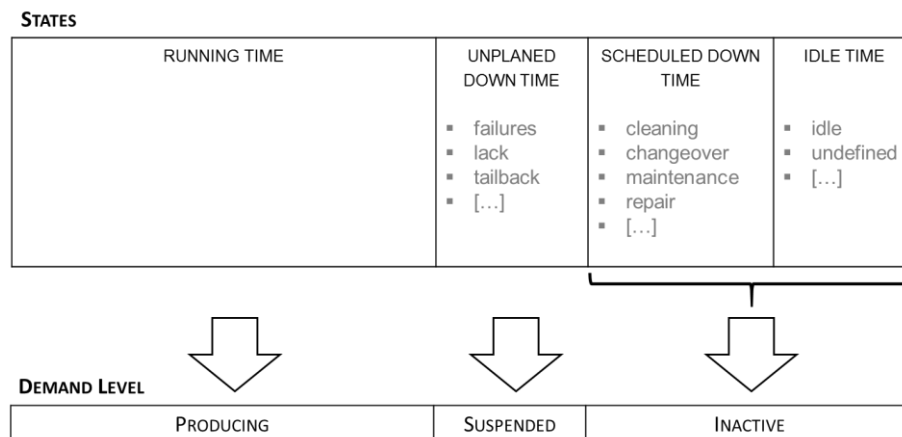 STATES
RUNNING TIME
UNPLANED
DOWN TIME
▪ failures
▪ lack
▪ tailback
▪ […]
SCHEDULED DOWN
TIME
▪ cleaning
▪ changeover
▪ maintenance
▪ repair
▪ […]
IDLE TIME
▪ idle
▪ undefined
▪ […]
DEMAND LEVEL
PRODUCING
SUSPENDED
INACTIVE